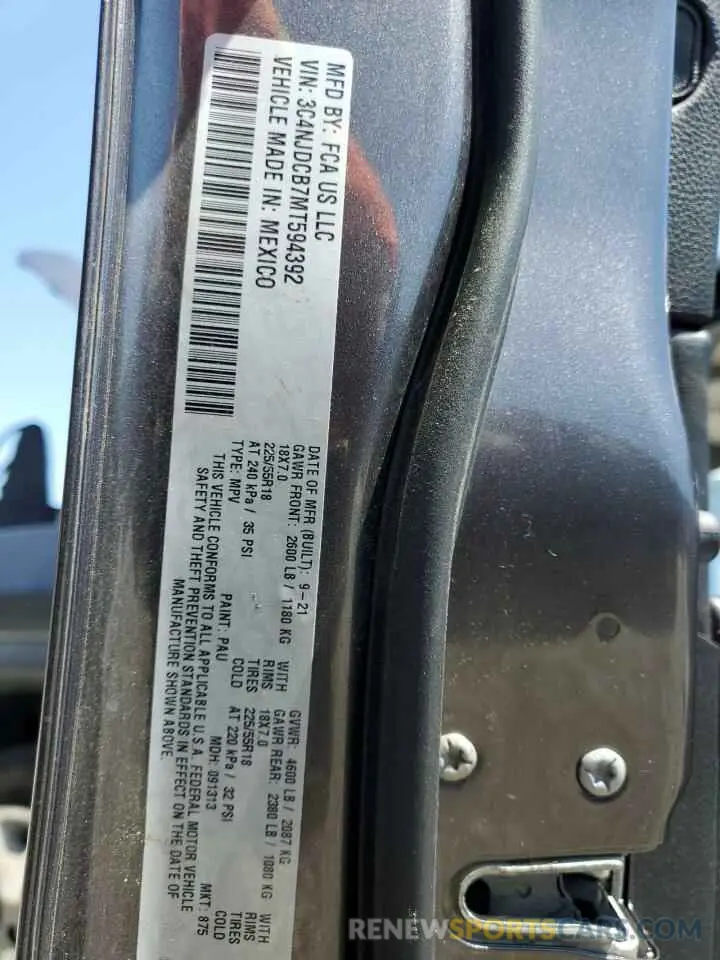 MFD BY: FCA US LLC
VIN: 3C4NJDCB7MT594392
VEHICLE MADE IN: MEXICO
DATE OF MFR (BUILT): 9-21
GVWR: 4600 LB / 2087 KG
GAWR FRONT: 2600 LB / 1180 KG WITH
18X7.0 RIMS
225/55R18 TIRES
AT 240 kPa / 35 PSI COLD
GAWR REAR: 2380 LB / 1080 KG WITH
18X7.0 RIMS
225/55R18 TIRES
AT 220 kPa / 32 PSI COLD
TYPE: MPV PAINT: PAU MDH: 091313 MKT: 875
THIS VEHICLE CONFORMS TO ALL APPLICABLE U.S.A. FEDERAL MOTOR VEHICLE
SAFETY AND THEFT PREVENTION STANDARDS IN EFFECT ON THE DATE OF
MANUFACTURE SHOWN ABOVE.
RENEWSPORTSCARS.COM